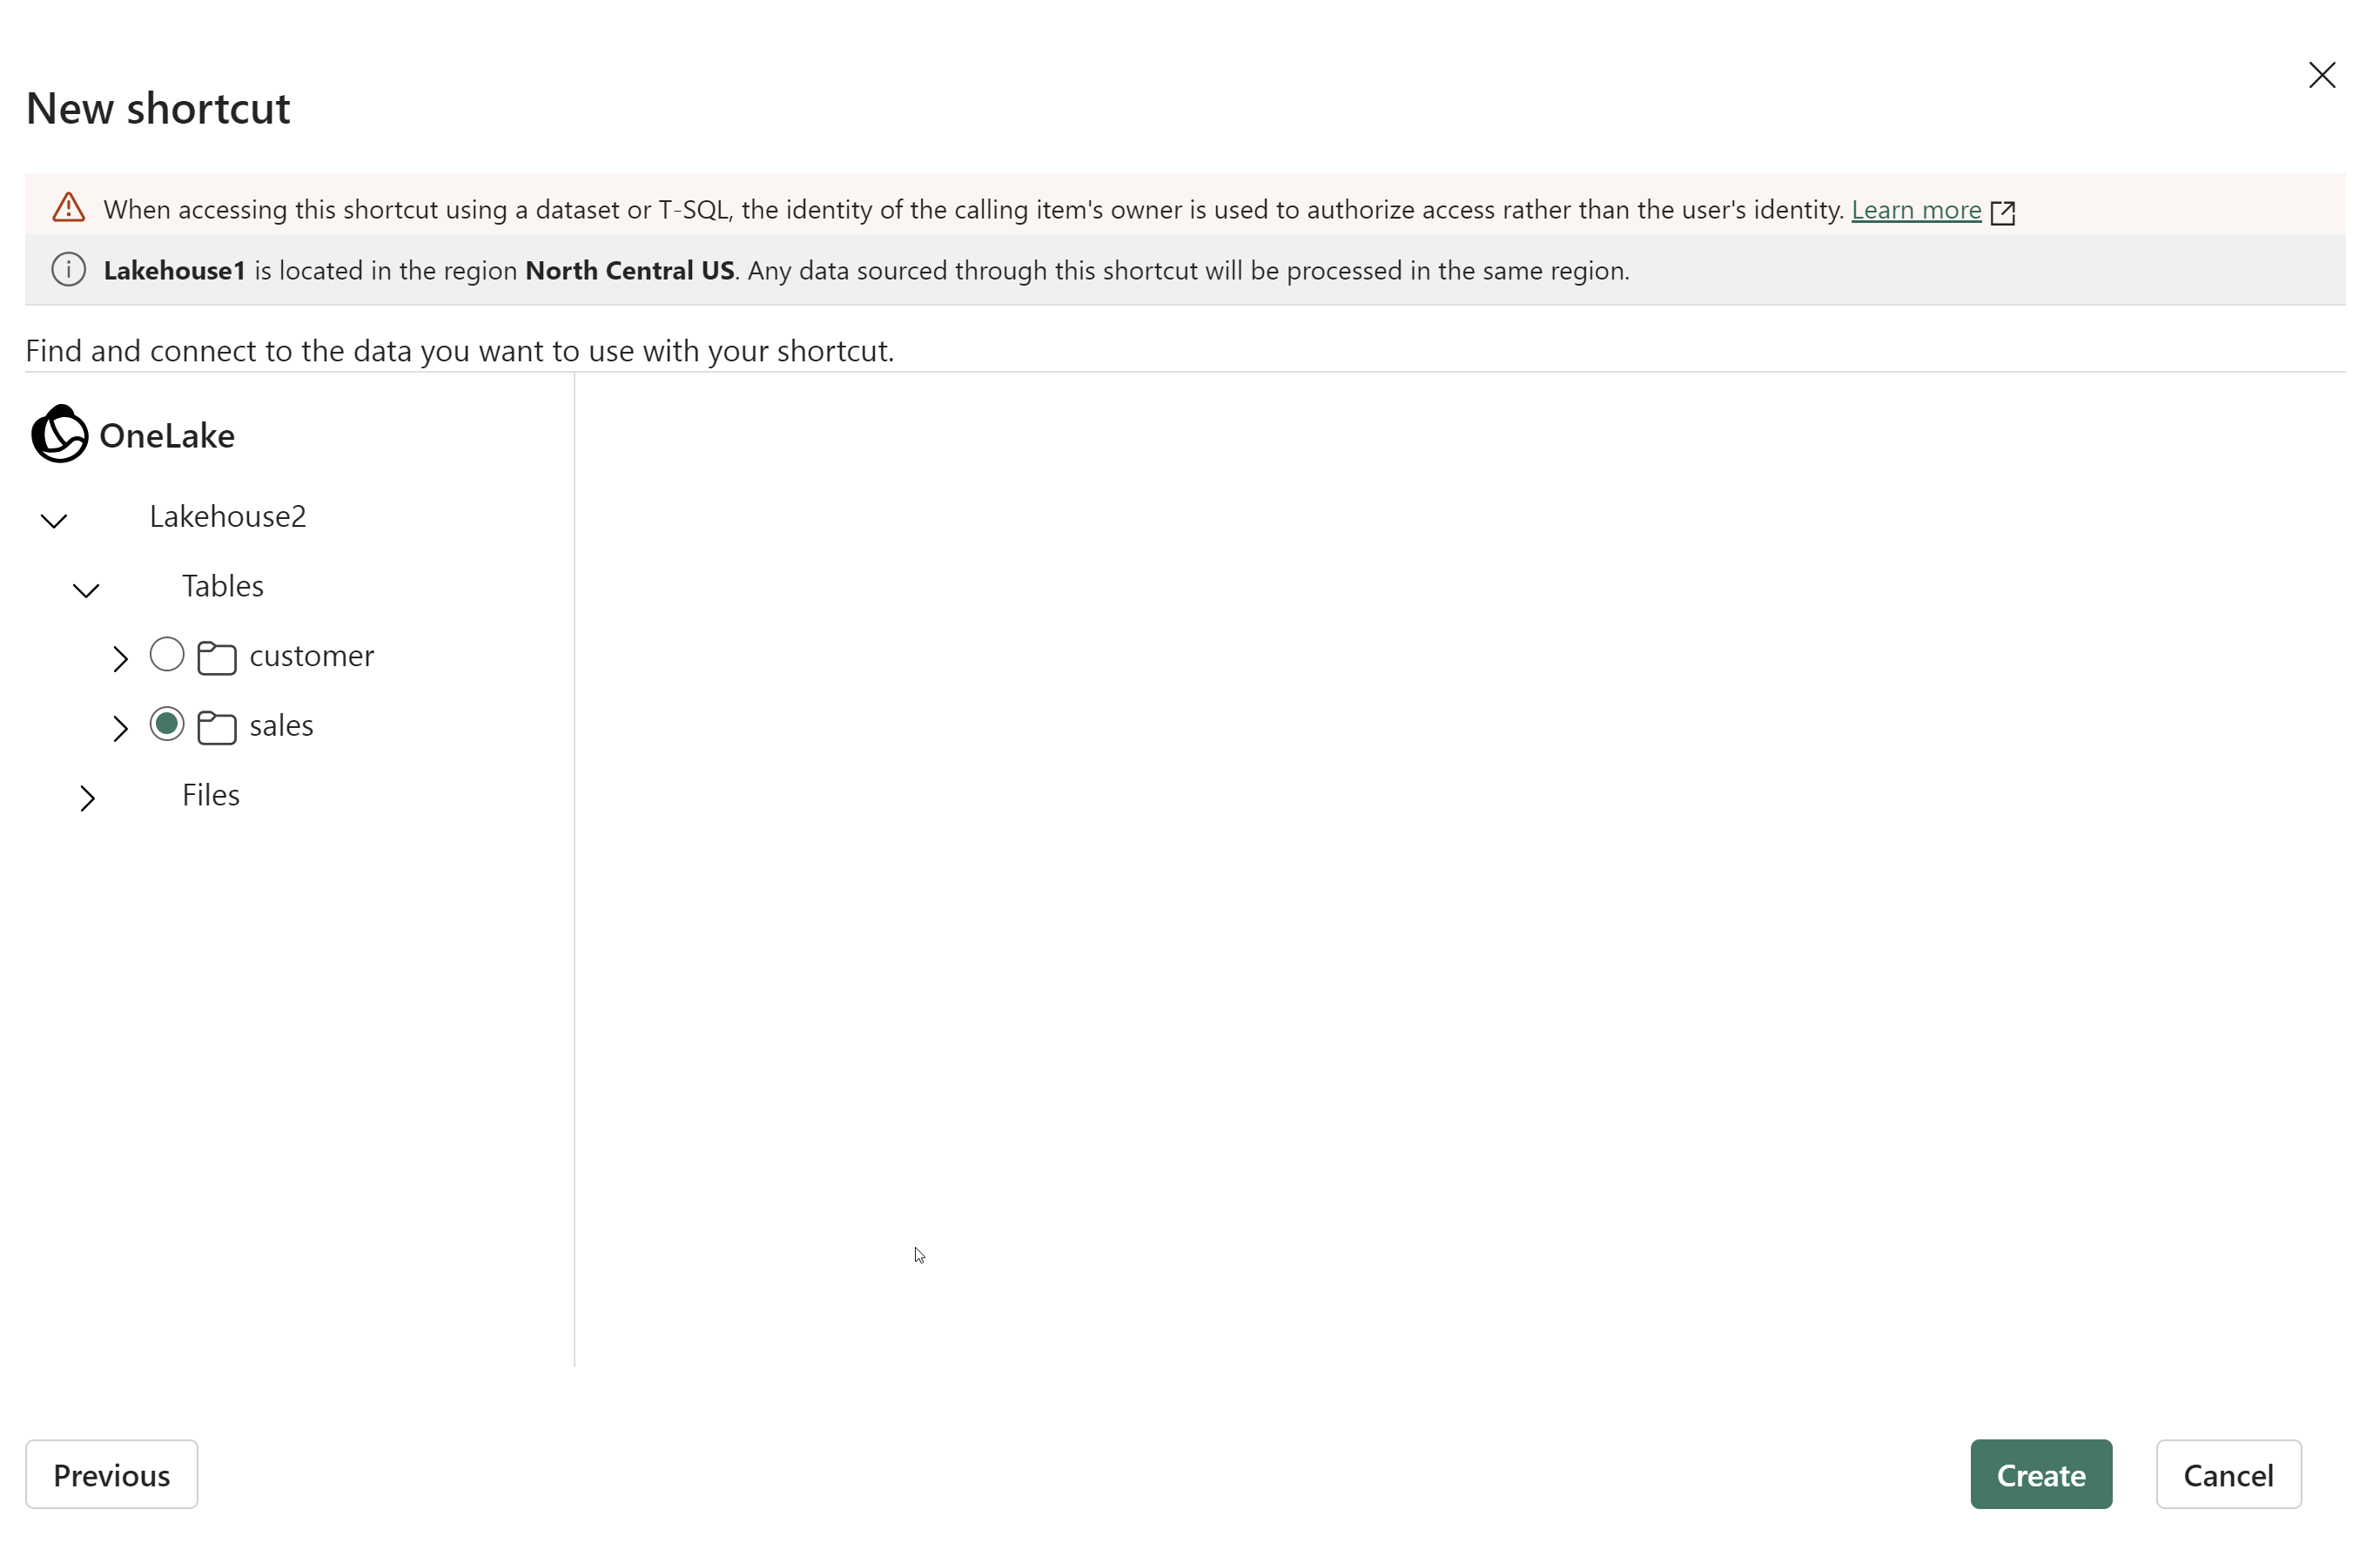 New shortcut
When accessing this shortcut using a dataset or T-SQL, the identity of the calling item's owner is used to authorize access rather than the user's identity. Learn more
Lakehouse1 is located in the region North Central US. Any data sourced through this shortcut will be processed in the same region.
Find and connect to the data you want to use with your shortcut.
OneLake
Lakehouse2
Tables
customer
sales
Files
Previous
Create
Cancel